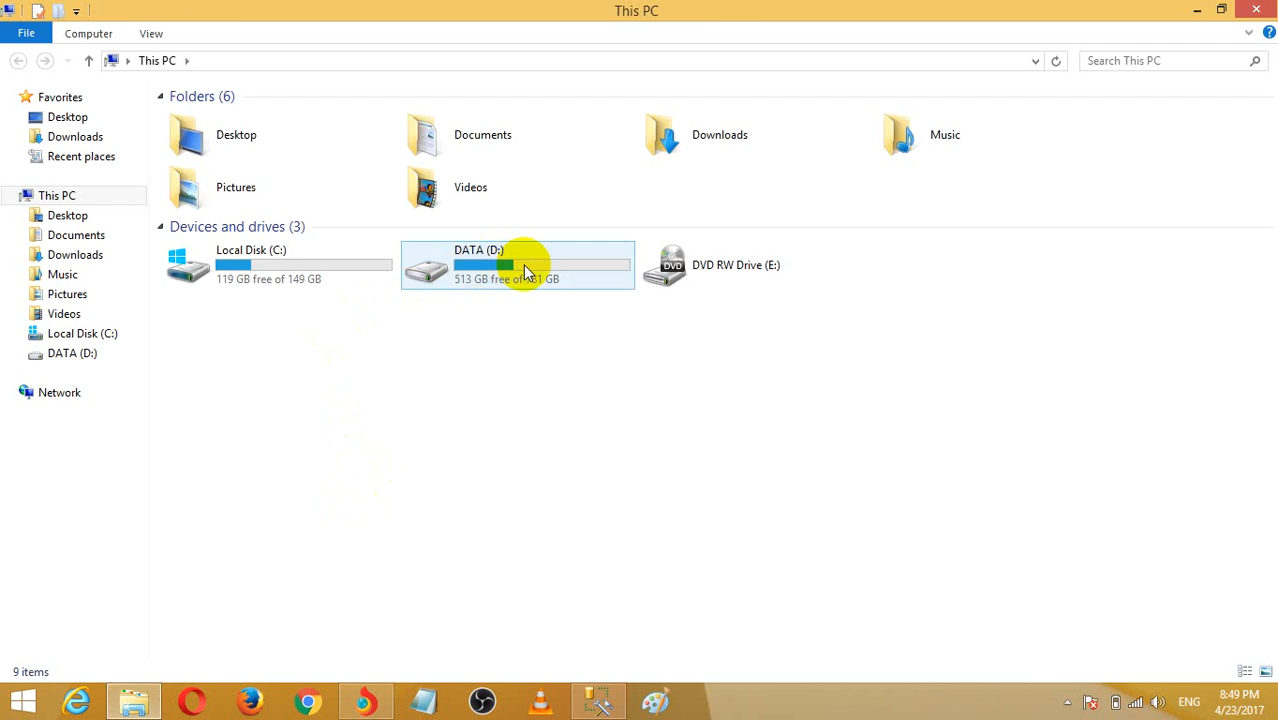 This PC
File
Computer
View
This PC
Search This PC
Favorites
Desktop
Downloads
Recent places
This PC
Desktop
Documents
Downloads
Music
Pictures
Videos
Local Disk (C:)
DATA (D:)
Network
Folders (6)
Desktop
Documents
Downloads
Music
Pictures
Videos
Devices and drives (3)
Local Disk (C:)
119 GB free of 149 GB
DATA (D:)
513 GB free of GB
DVD RW Drive (E:)
DVD
9 items
ENG
8:49 PM
4/23/2017